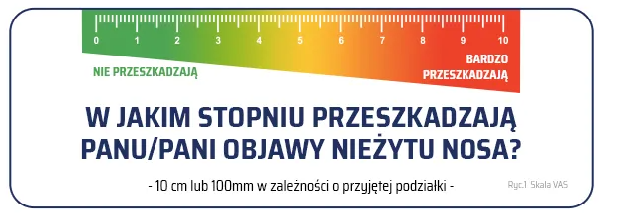 0 1 2 3 4 5 6 7 8 9 10
NIE PRZESZKADZAJĄ
BARDZO
PRZESZKADZAJĄ
W JAKIM STOPNIU PRZESZKADZAJĄ
PANU/PANI OBJAWY NIEŻYTU NOSA?
- 10 cm lub 100mm w zależności o przyjętej podziałki -
Ryc.1. Skala VAS